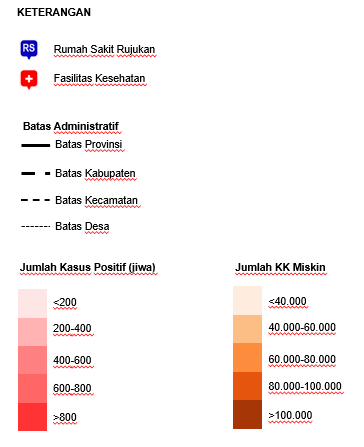 KETERANGAN
RS Rumah Sakit Rujukan
Fasilitas Kesehatan
Batas Administratif
Batas Provinsi
Batas Kabupaten
Batas Kecamatan
Batas Desa
Jumlah Kasus Positif (jiwa)
<200
200-400
400-600
600-800
>800
Jumlah KK Miskin
<40.000
40.000-60.000
60.000-80.000
80.000-100.000
>100.000